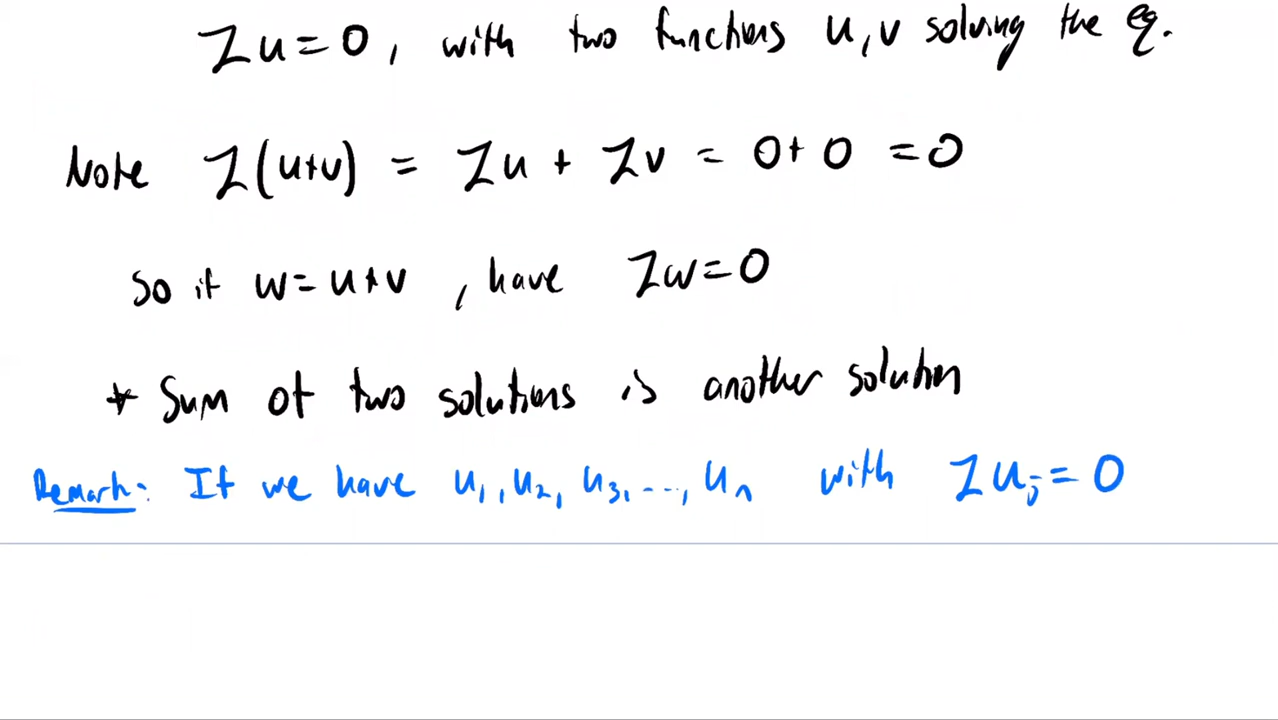 ℒu=0, with two functions u,v solving the eq.
Note ℒ(u+v) = ℒu + ℒv = 0+0 = 0
So if w=u+v, have ℒw=0
* Sum of two solutions is another solution
Remark: If we have u₁, u₂, u₃, ..., uₙ with ℒuⱼ=0